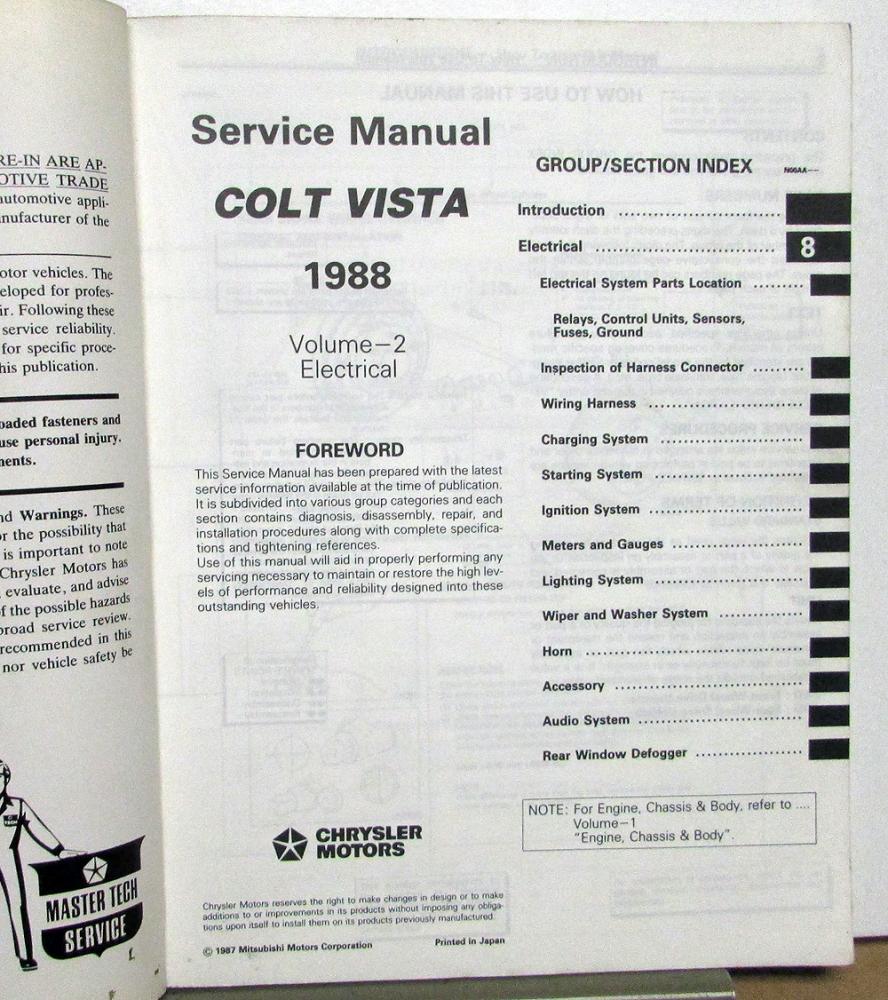 RE-IN ARE AP-
OTIVE TRADE
automotive appli-
nufacturer of the
otor vehicles. The
eloped for profes-
ir. Following these
service reliability.
for specific proce-
his publication.
oaded fasteners and
use personal injury.
nents.
nd Warnings. These
or the possibility that
is important to note
Chrysler Motors has
, evaluate, and advise
of the possible hazards
broad service review.
recommended in this
nor vehicle safety be
MASTER TECH
SERVICE
Service Manual
COLT VISTA
1988
Volume–2
Electrical
FOREWORD
This Service Manual has been prepared with the latest
service information available at the time of publication.
It is subdivided into various group categories and each
section contains diagnosis, disassembly, repair, and
installation procedures along with complete specifica-
tions and tightening references.
Use of this manual will aid in properly performing any
servicing necessary to maintain or restore the high lev-
els of performance and reliability designed into these
outstanding vehicles.
CHRYSLER
MOTORS
Chrysler Motors reserves the right to make changes in design or to make
additions to or improvements in its products without imposing any obliga-
tions upon itself to install them on its products previously manufactured.
© 1987 Mitsubishi Motors Corporation Printed in Japan
GROUP/SECTION INDEX N00AA––
Introduction
Electrical 8
Electrical System Parts Location
Relays, Control Units, Sensors,
Fuses, Ground
Inspection of Harness Connector
Wiring Harness
Charging System
Starting System
Ignition System
Meters and Gauges
Lighting System
Wiper and Washer System
Horn
Accessory
Audio System
Rear Window Defogger
NOTE: For Engine, Chassis & Body, refer to ....
Volume–1
"Engine, Chassis & Body".